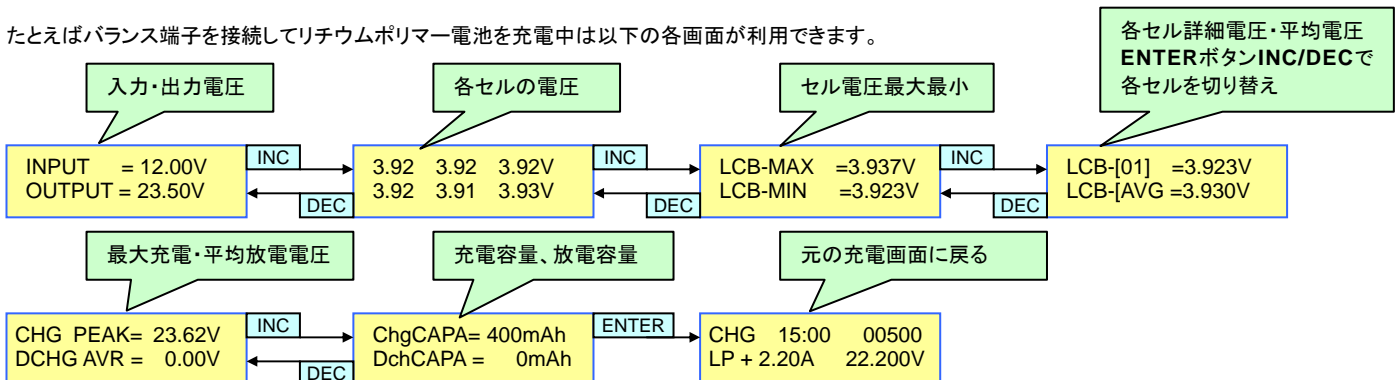 たとえばバランス端子を接続してリチウムポリマー電池を充電中は以下の各画面が利用できます。
入力・出力電圧
各セルの電圧
セル電圧最大最小
各セル詳細電圧・平均電圧
ENTERボタンINC/DECで
各セルを切り替え
INPUT = 12.00V
OUTPUT = 23.50V
INC
DEC
3.92 3.92 3.92V
3.92 3.91 3.93V
INC
DEC
LCB-MAX =3.937V
LCB-MIN =3.923V
INC
DEC
LCB-[01] =3.923V
LCB-[AVG =3.930V
最大充電・平均放電電圧
充電容量、放電容量
元の充電画面に戻る
CHG PEAK= 23.62V
DCHG AVR = 0.00V
INC
DEC
ChgCAPA= 400mAh
DchCAPA = 0mAh
ENTER
CHG 15:00 00500
LP + 2.20A 22.200V